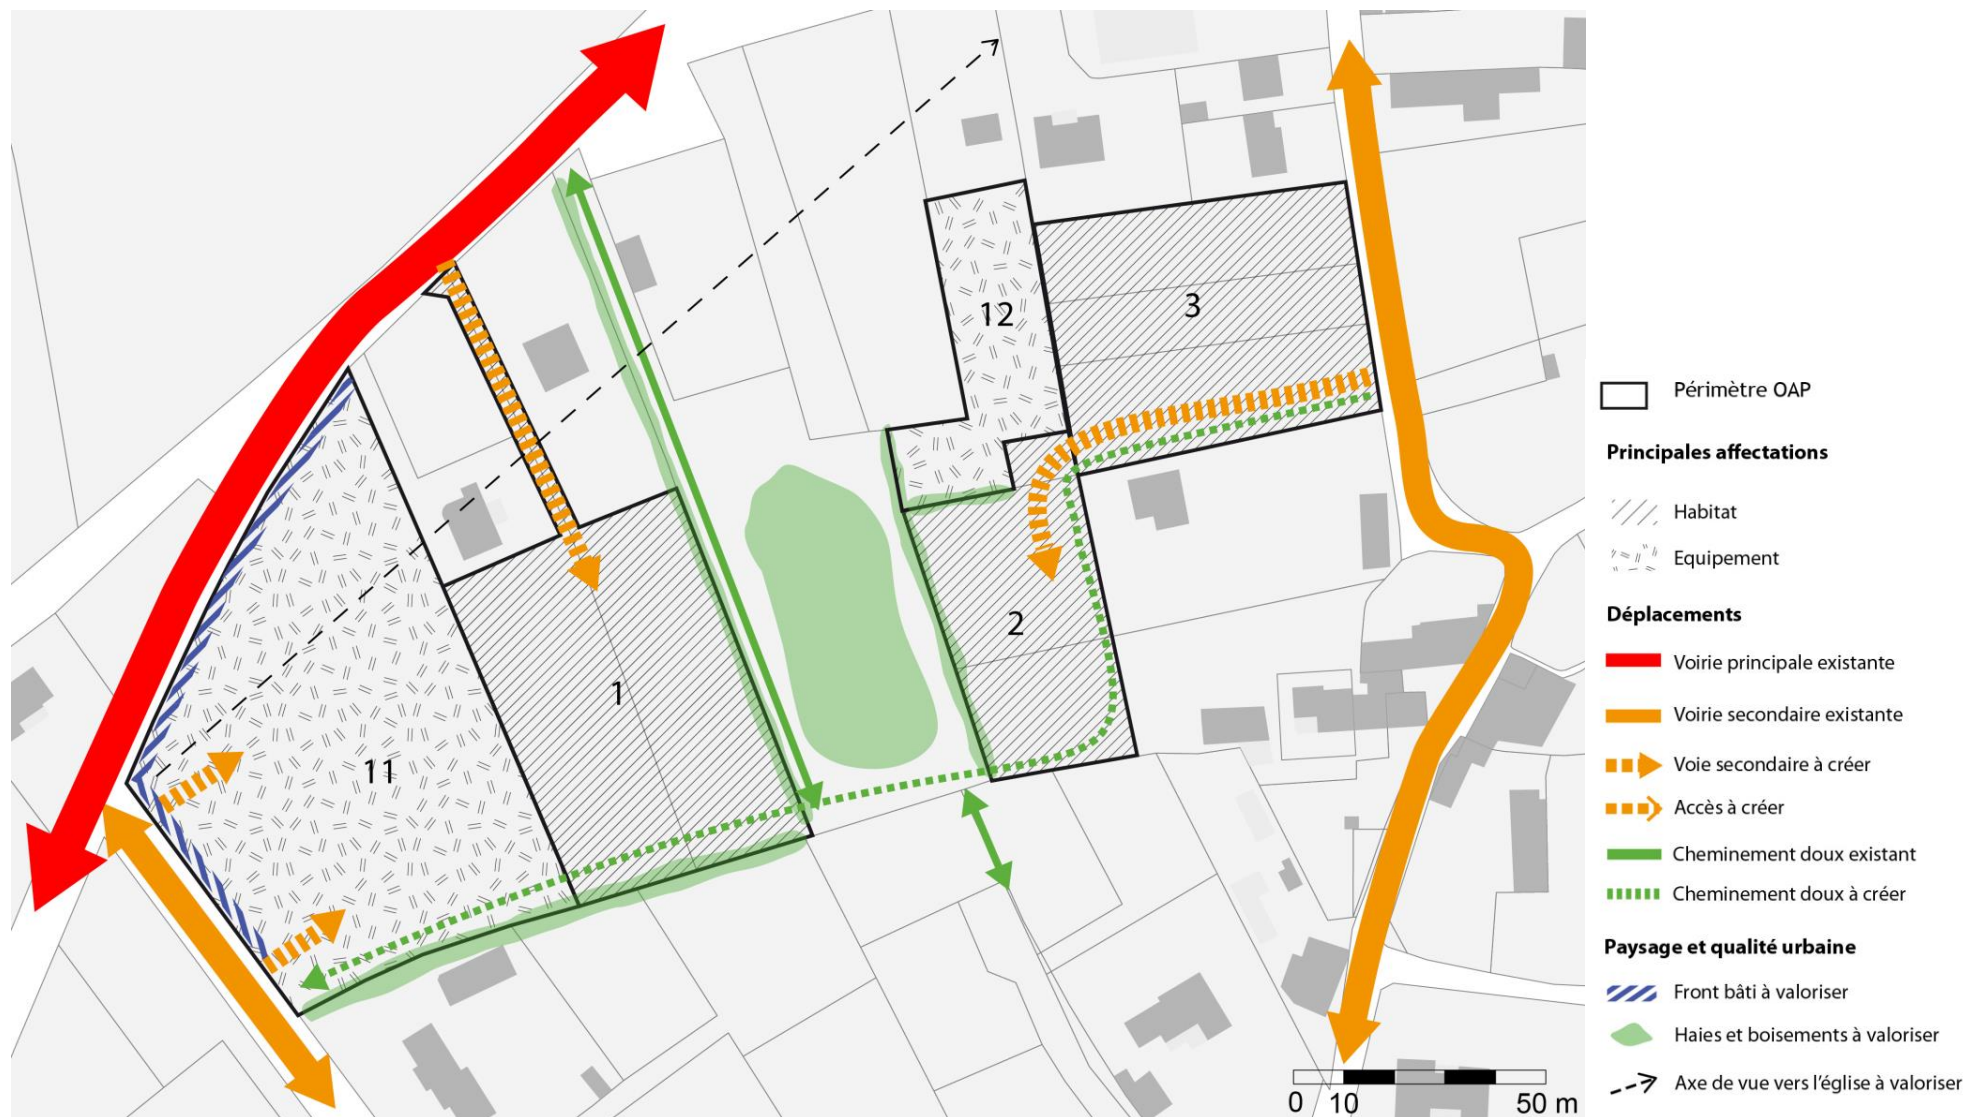 12
3
1
2
11
0 10 50 m
Périmètre OAP
Principales affectations
Habitat
Equipement
Déplacements
Voirie principale existante
Voirie secondaire existante
Voie secondaire à créer
Accès à créer
Cheminement doux existant
Cheminement doux à créer
Paysage et qualité urbaine
Front bâti à valoriser
Haies et boisements à valoriser
Axe de vue vers l'église à valoriser